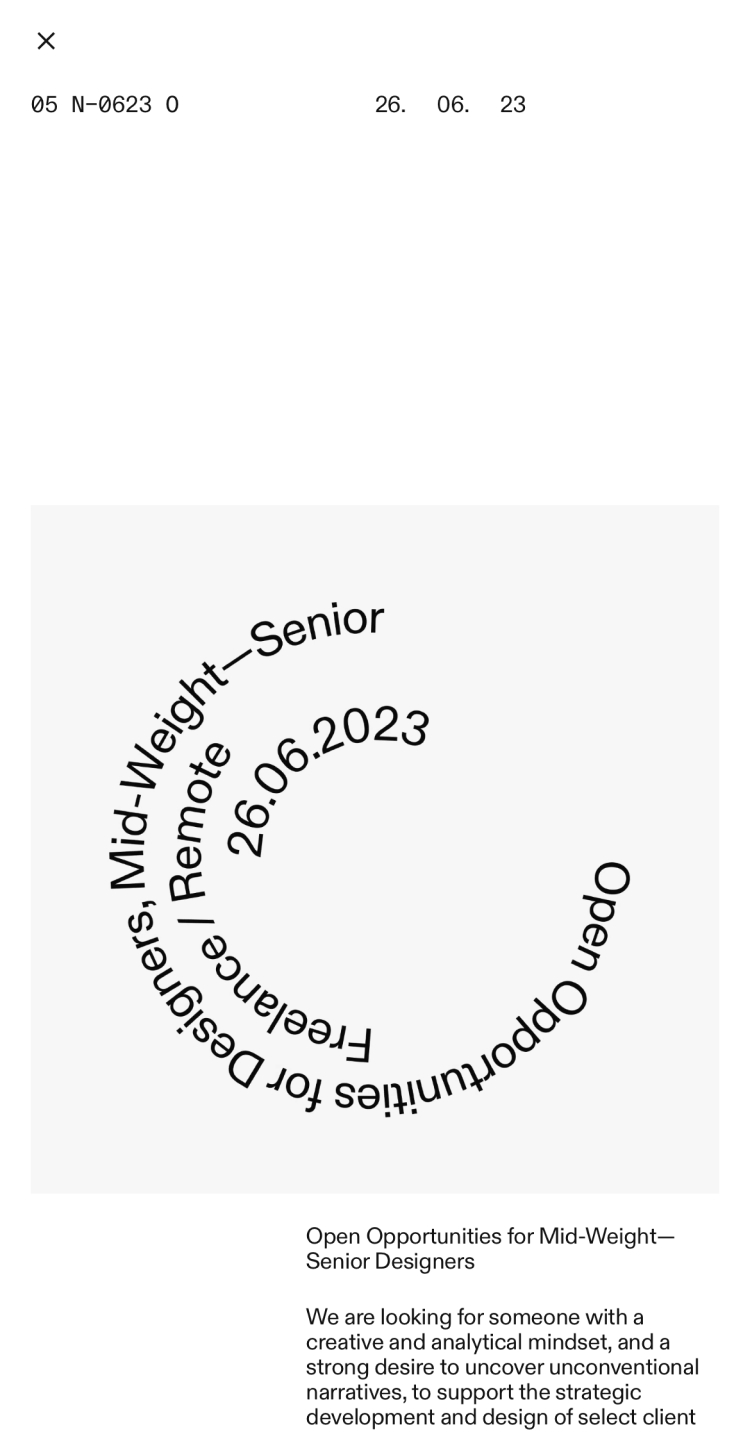 05 N–0623 O
26. 06. 23
Open Opportunities for Designers, Mid-Weight—Senior
Freelance / Remote
26.06.2023
Open Opportunities for Mid-Weight—
Senior Designers
We are looking for someone with a
creative and analytical mindset, and a
strong desire to uncover unconventional
narratives, to support the strategic
development and design of select client